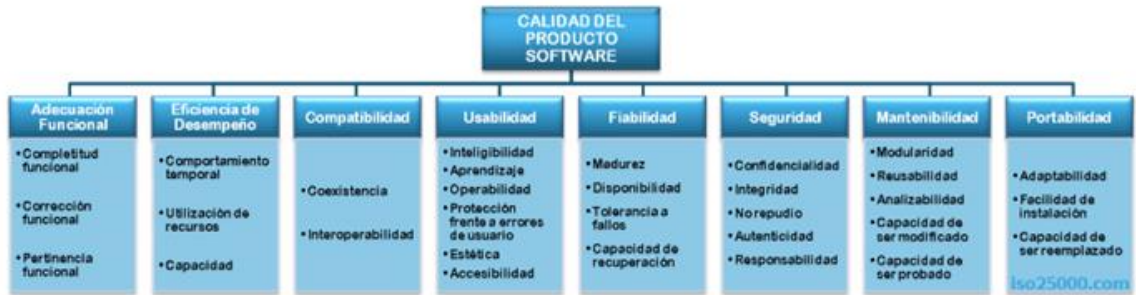 CALIDAD DEL
PRODUCTO
SOFTWARE
Adecuación
Funcional
• Completitud
funcional
• Corrección
funcional
• Pertinencia
funcional
Eficiencia de
Desempeño
• Comportamiento
temporal
• Utilización de
recursos
• Capacidad
Compatibilidad
• Coexistencia
• Interoperabilidad
Usabilidad
• Inteligibilidad
• Aprendizaje
• Operabilidad
• Protección
frente a errores
de usuario
• Estética
• Accesibilidad
Fiabilidad
• Madurez
• Disponibilidad
• Tolerancia a
fallos
• Capacidad de
recuperación
Seguridad
• Confidencialidad
• Integridad
• No repudio
• Autenticidad
• Responsabilidad
Mantenibilidad
• Modularidad
• Reusabilidad
• Analizabilidad
• Capacidad de
ser modificado
• Capacidad de
ser probado
Portabilidad
• Adaptabilidad
• Facilidad de
instalación
• Capacidad de
ser reemplazado
iso25000.com